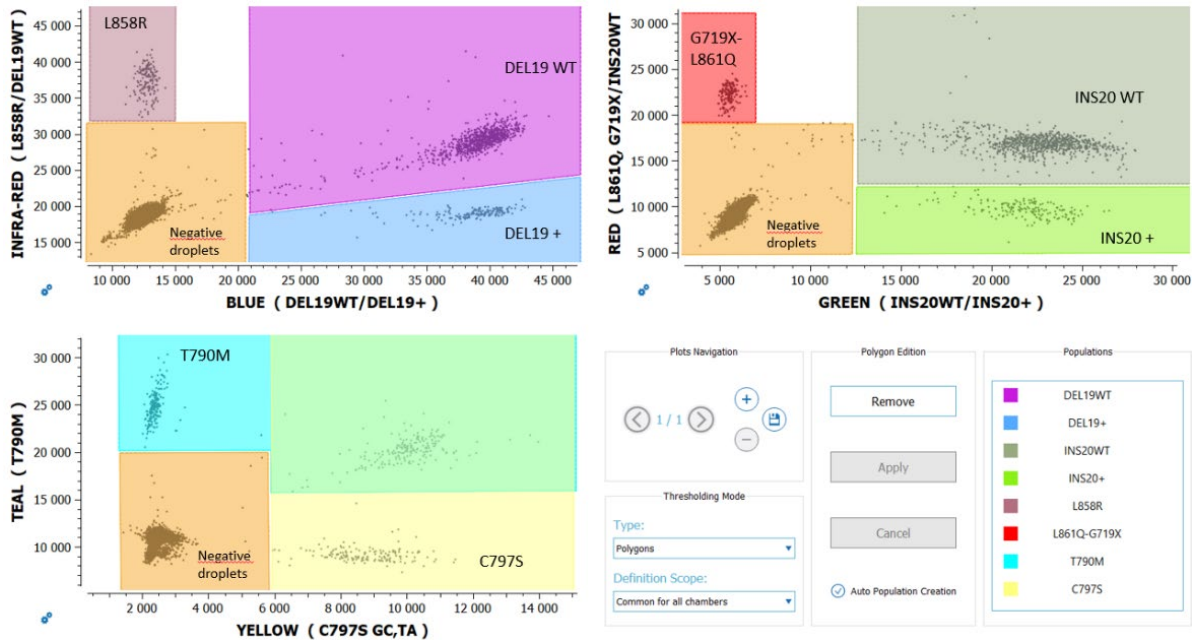 45 000
40 000
35 000
30 000
25 000
20 000
15 000
INFRA-RED ( L858R/DEL19WT)
L858R
DEL19 WT
Negative
droplets
DEL19 +
10 000 15 000 20 000 25 000 30 000 35 000 40 000 45 000
BLUE ( DEL19WT/DEL19+)
30 000
25 000
20 000
15 000
10 000
5 000
RED ( L861Q, G719X/INS20WT)
G719X-
L861Q
INS20 WT
Negative
droplets
INS20 +
5 000 10 000 15 000 20 000 25 000 30 000
GREEN ( INS20WT/INS20+)
30 000
25 000
20 000
15 000
10 000
TEAL ( T790M)
T790M
Negative
droplets
C797S
2 000 4 000 6 000 8 000 10 000 12 000 14 000
YELLOW ( C797S GC,TA)
Plots Navigation
1 / 1
Thresholding Mode
Type:
Polygons
Definition Scope:
Common for all chambers
Polygon Edition
Remove
Apply
Cancel
Auto Population Creation
Populations
DEL19WT
DEL19+
INS20WT
INS20+
L858R
L861Q-G719X
T790M
C797S